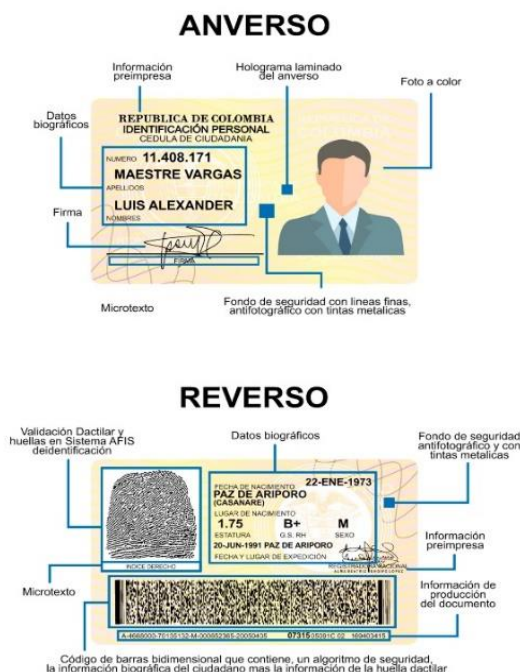 ANVERSO
Información
preimpresa
Holograma laminado
del anverso
Foto a color
Datos
biográficos
REPUBLICA DE COLOMBIA
IDENTIFICACIÓN PERSONAL
CEDULA DE CIUDADANIA
NUMERO 11.408.171
MAESTRE VARGAS
APELLIDOS
LUIS ALEXANDER
NOMBRES
Firma
FIRMA
Microtexto
Fondo de seguridad con lineas finas,
antifotográfico con tintas metalicas
REVERSO
Validación Dactilar y
huellas en Sistema AFIS
deidentificación
Datos biográficos
Fondo de seguridad
antifotográfico y con
tintas metalicas
FECHA DE NACIMIENTO 22-ENE-1973
PAZ DE ARIPORO
(CASANARE)
LUGAR DE NACIMIENTO
1.75 B+ M
ESTATURA G.S. RH SEXO
20-JUN-1991 PAZ DE ARIPORO
FECHA Y LUGAR DE EXPEDICIÓN
REGISTRADOR NACIONAL
INDICE DERECHO
Información
preimpresa
Microtexto
Información de
producción
del documento
07315
Código de barras bidimensional que contiene, un algoritmo de seguridad,
la información biográfica del ciudadano mas la información de la huella dactilar